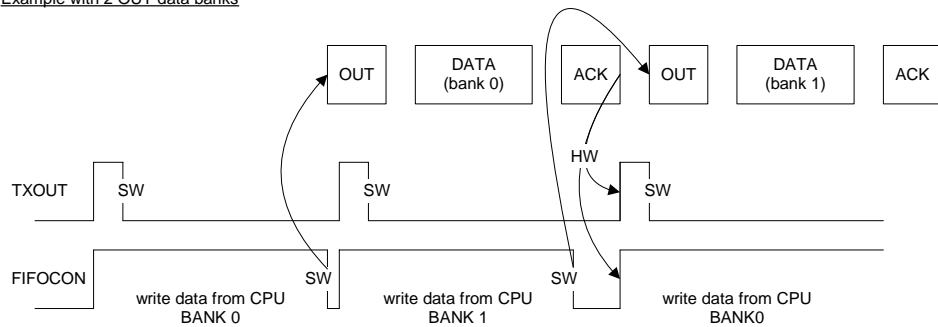 Example with 2 OUT data banks
OUT
DATA
(bank 0)
ACK
OUT
DATA
(bank 1)
ACK
HW
TXOUT
SW
SW
SW
FIFOCON
SW
SW
write data from CPU
BANK 0
write data from CPU
BANK 1
write data from CPU
BANK0